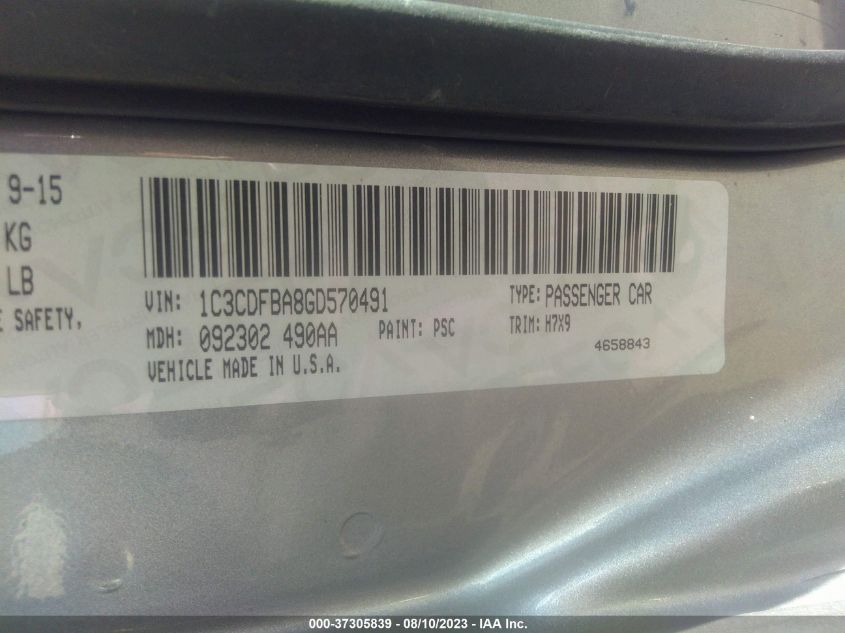 9-15
KG
LB
E SAFETY,
VIN: 1C3CDFBA8GD570491 TYPE: PASSENGER CAR
MDH: 092302 490AA PAINT: PSC TRIM: H7X9
4658843
VEHICLE MADE IN U.S.A.
000-37305839 - 08/10/2023 - IAA Inc.